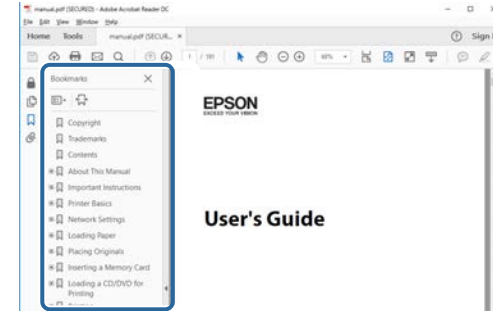 manual.pdf (SECURED) - Adobe Acrobat Reader DC
File Edit View Window Help
Home Tools manual.pdf (SECUR... ×
Sign
1 / 191
Bookmarks
Copyright
Trademarks
Contents
About This Manual
Important Instructions
Printer Basics
Network Settings
Loading Paper
Placing Originals
Inserting a Memory Card
Loading a CD/DVD for
Printing
EPSON
EXCEED YOUR VISION
User's Guide